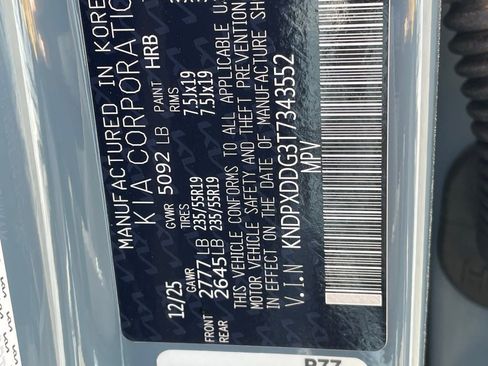 MANUFACTURED IN KOREA
KIA CORPORATION
12/25 GVWR 5092 LB PAINT HRB
GAWR TIRES RIMS
FRONT 2777 LB 235/55R19 7.5Jx19
REAR 2645 LB 235/55R19 7.5Jx19
THIS VEHICLE CONFORMS TO ALL APPLICABLE U.
MOTOR VEHICLE SAFETY AND THEFT PREVENTION
IN EFFECT ON THE DATE OF MANUFACTURE SH
V.I.N KNDPXDDG3T7343552
MPV